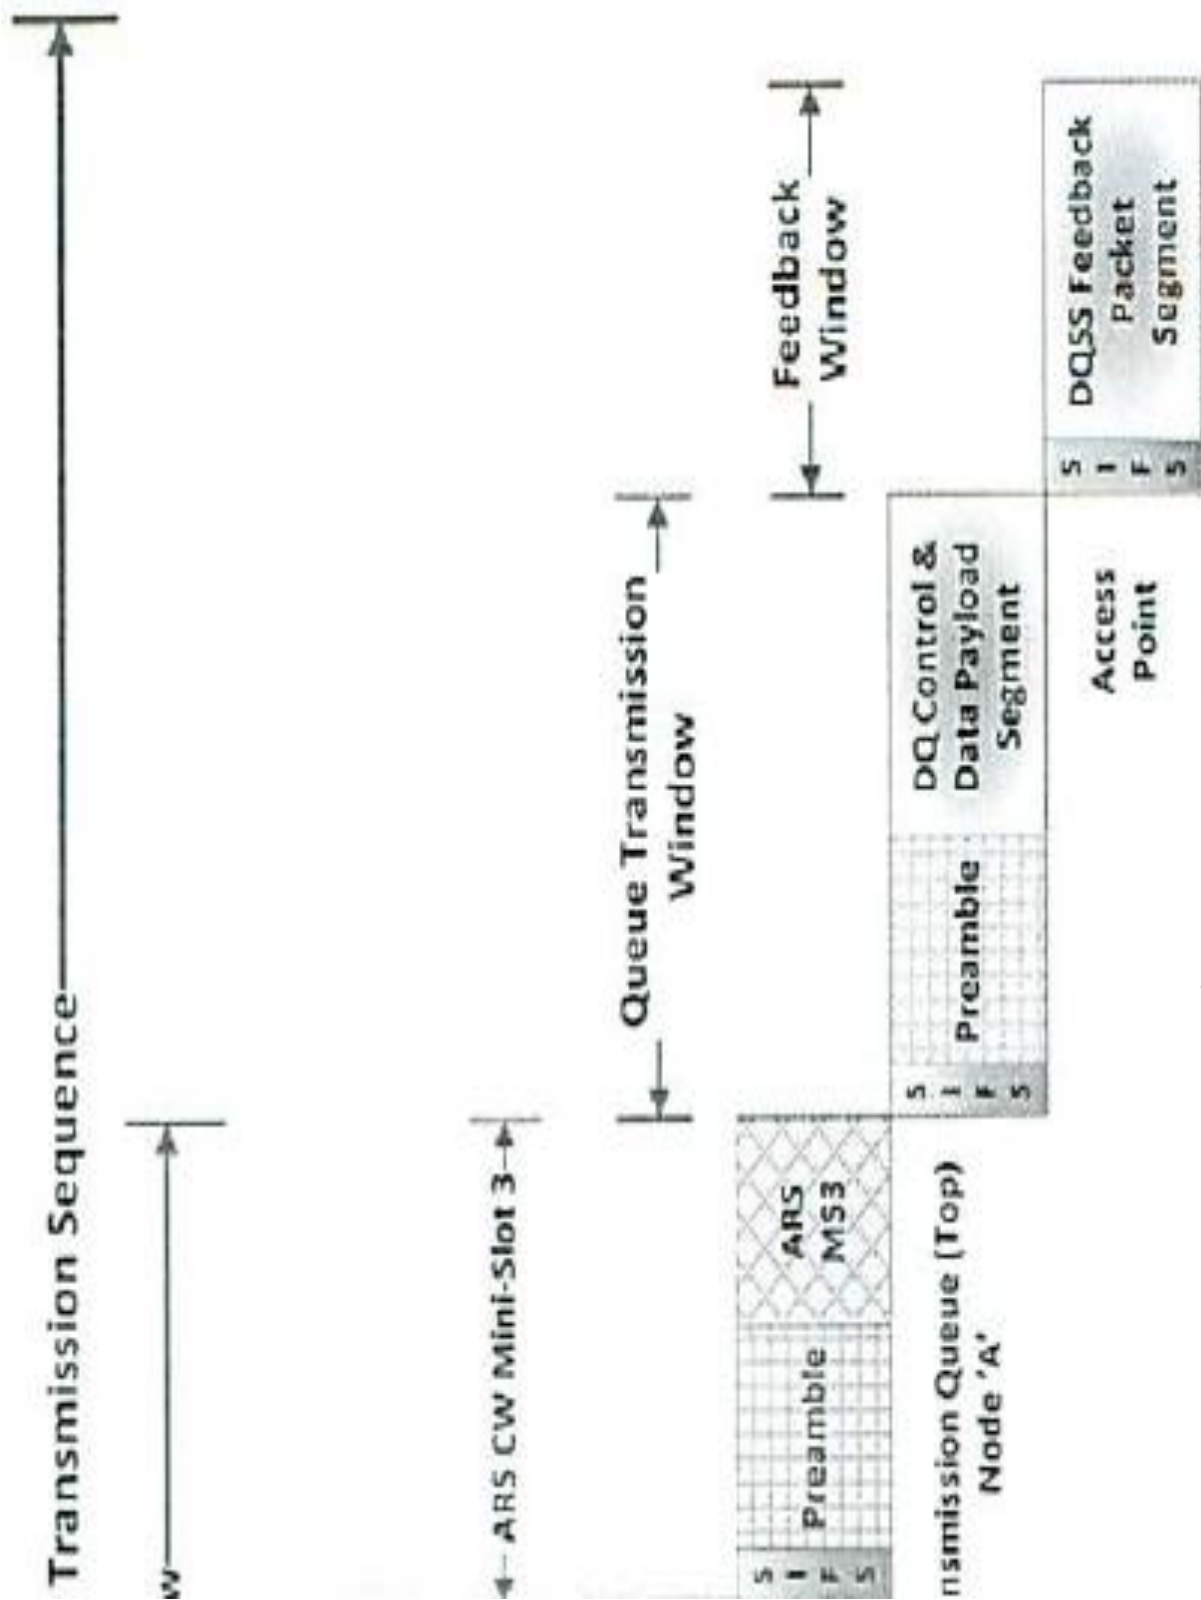 Transmission Sequence
w
ARS CW Mini-Slot 3
Queue Transmission
Window
Feedback
Window
S
I
F
S
Preamble
ARS
MS3
S
I
F
S
Preamble
DQ Control &
Data Payload
Segment
S
I
F
S
DQSS Feedback
Packet
Segment
nsmission Queue (Top)
Node 'A'
Access
Point